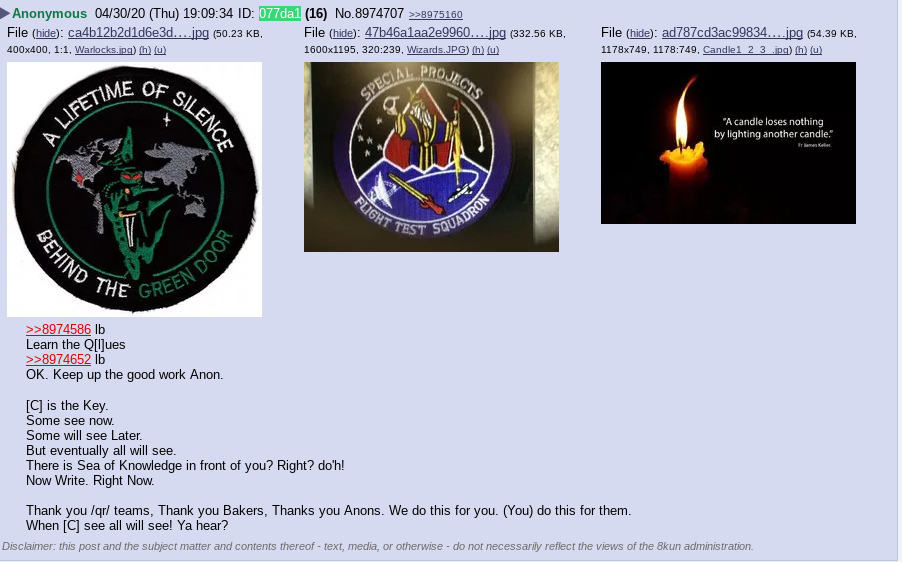 Anonymous 04/30/20 (Thu) 19:09:34 ID: 077da1 (16) No.8974707 >>8975160
File (hide): ca4b12b2d1d6e3d….jpg (50.23 KB, 400x400, 1:1, Warlocks.jpg) (h) (u)
File (hide): 47b46a1aa2e9960….jpg (332.56 KB, 1600x1195, 320:239, Wizards.JPG) (h) (u)
File (hide): ad787cd3ac99834….jpg (54.39 KB, 1178x749, 1178:749, Candle1_2_3_.jpg) (h) (u)
A LIFETIME OF SILENCE
BEHIND THE GREEN DOOR
SPECIAL PROJECTS
FLIGHT TEST SQUADRON
“A candle loses nothing
by lighting another candle.”
Fr James Keller
>>8974586 lb
Learn the Q[l]ues
>>8974652 lb
OK. Keep up the good work Anon.
[C] is the Key.
Some see now.
Some will see Later.
But eventually all will see.
There is Sea of Knowledge in front of you? Right? do'h!
Now Write. Right Now.
Thank you /qr/ teams, Thank you Bakers, Thanks you Anons. We do this for you. (You) do this for them.
When [C] see all will see! Ya hear?
Disclaimer: this post and the subject matter and contents thereof - text, media, or otherwise - do not necessarily reflect the views of the 8kun administration.